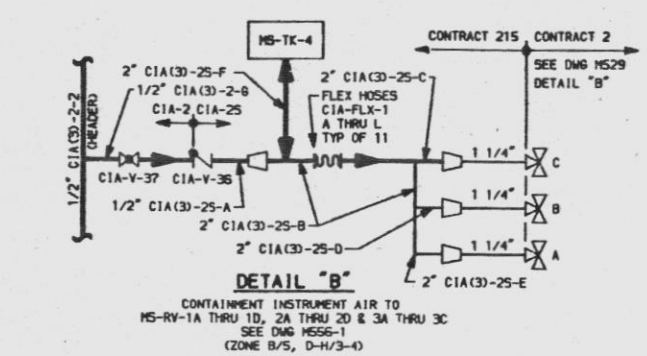 MS-TK-4
CONTRACT 215
CONTRACT 2
SEE DWG M529
DETAIL "B"
2" CIA(3)-2S-F
1/2" CIA(3)-2-G
CIA-2
CIA-2S
2" CIA(3)-2S-C
FLEX HOSES
CIA-FLX-1
A THRU L
TYP OF 11
1/2" CIA(3)-2-2
(HEADER)
CIA-V-37
CIA-V-36
1 1/4"
C
1/2" CIA(3)-2S-A
2" CIA(3)-2S-B
1 1/4"
B
2" CIA(3)-2S-D
1 1/4"
A
2" CIA(3)-2S-E
DETAIL "B"
CONTAINMENT INSTRUMENT AIR TO
MS-RV-1A THRU 1D, 2A THRU 2D & 3A THRU 3C
SEE DWG M556-1
(ZONE B/5, D-H/3-4)